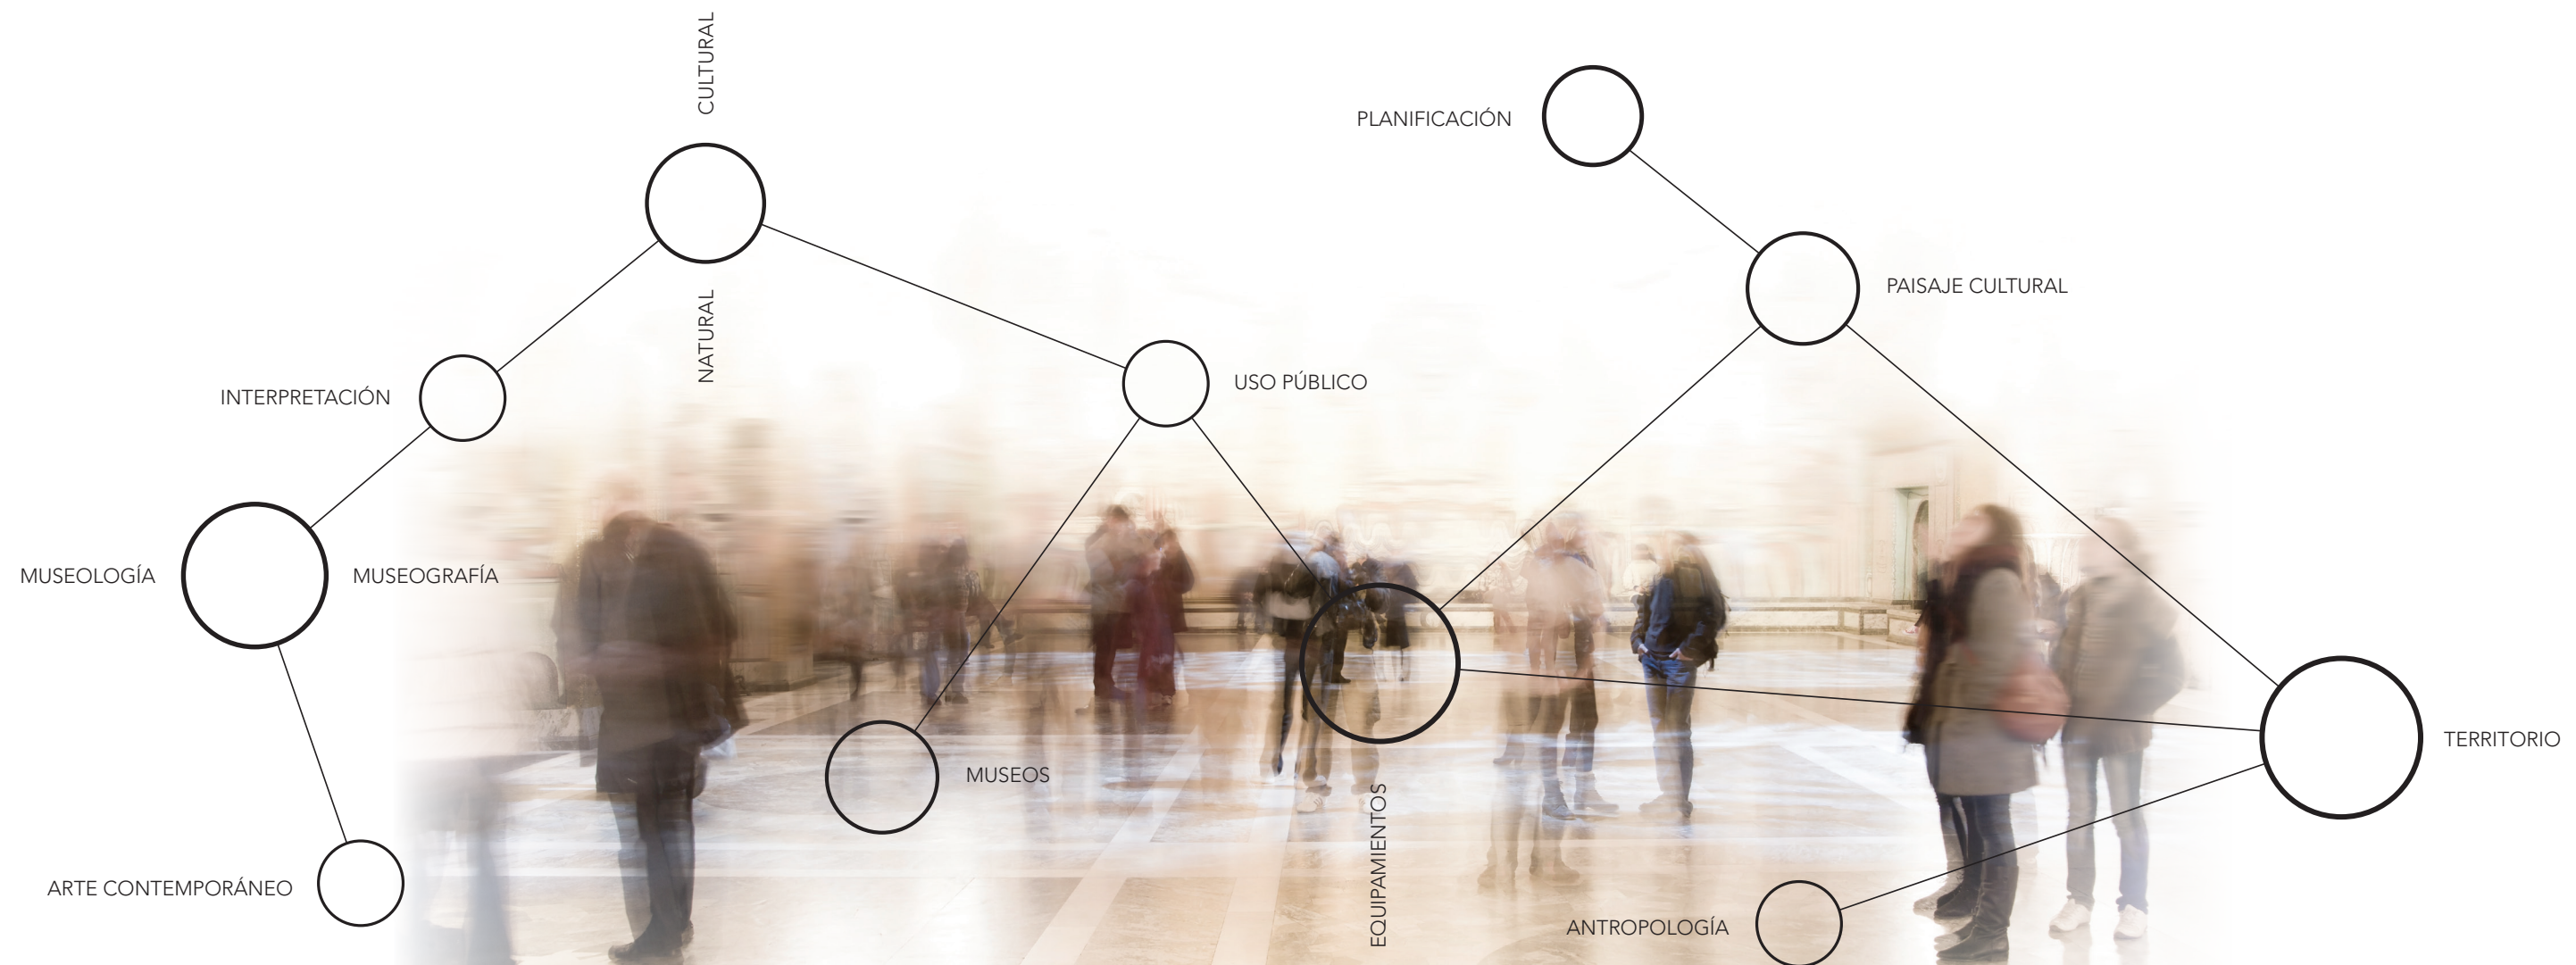 CULTURAL
NATURAL
PLANIFICACIÓN
PAISAJE CULTURAL
INTERPRETACIÓN
USO PÚBLICO
MUSEOLOGÍA
MUSEOGRAFÍA
MUSEOS
EQUIPAMIENTOS
TERRITORIO
ARTE CONTEMPORÁNEO
ANTROPOLOGÍA